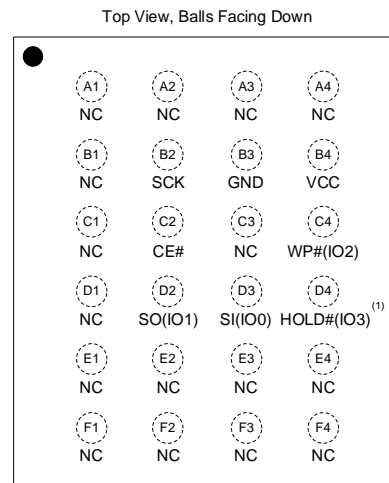 Top View, Balls Facing Down
A1 A2 A3 A4
NC NC NC NC
B1 B2 B3 B4
NC SCK GND VCC
C1 C2 C3 C4
NC CE# NC WP#(IO2)
D1 D2 D3 D4
NC SO(IO1) SI(IO0) HOLD#(IO3)(1)
E1 E2 E3 E4
NC NC NC NC
F1 F2 F3 F4
NC NC NC NC